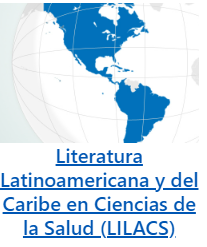 Literatura
Latinoamericana y del
Caribe en Ciencias de
la Salud (LILACS)